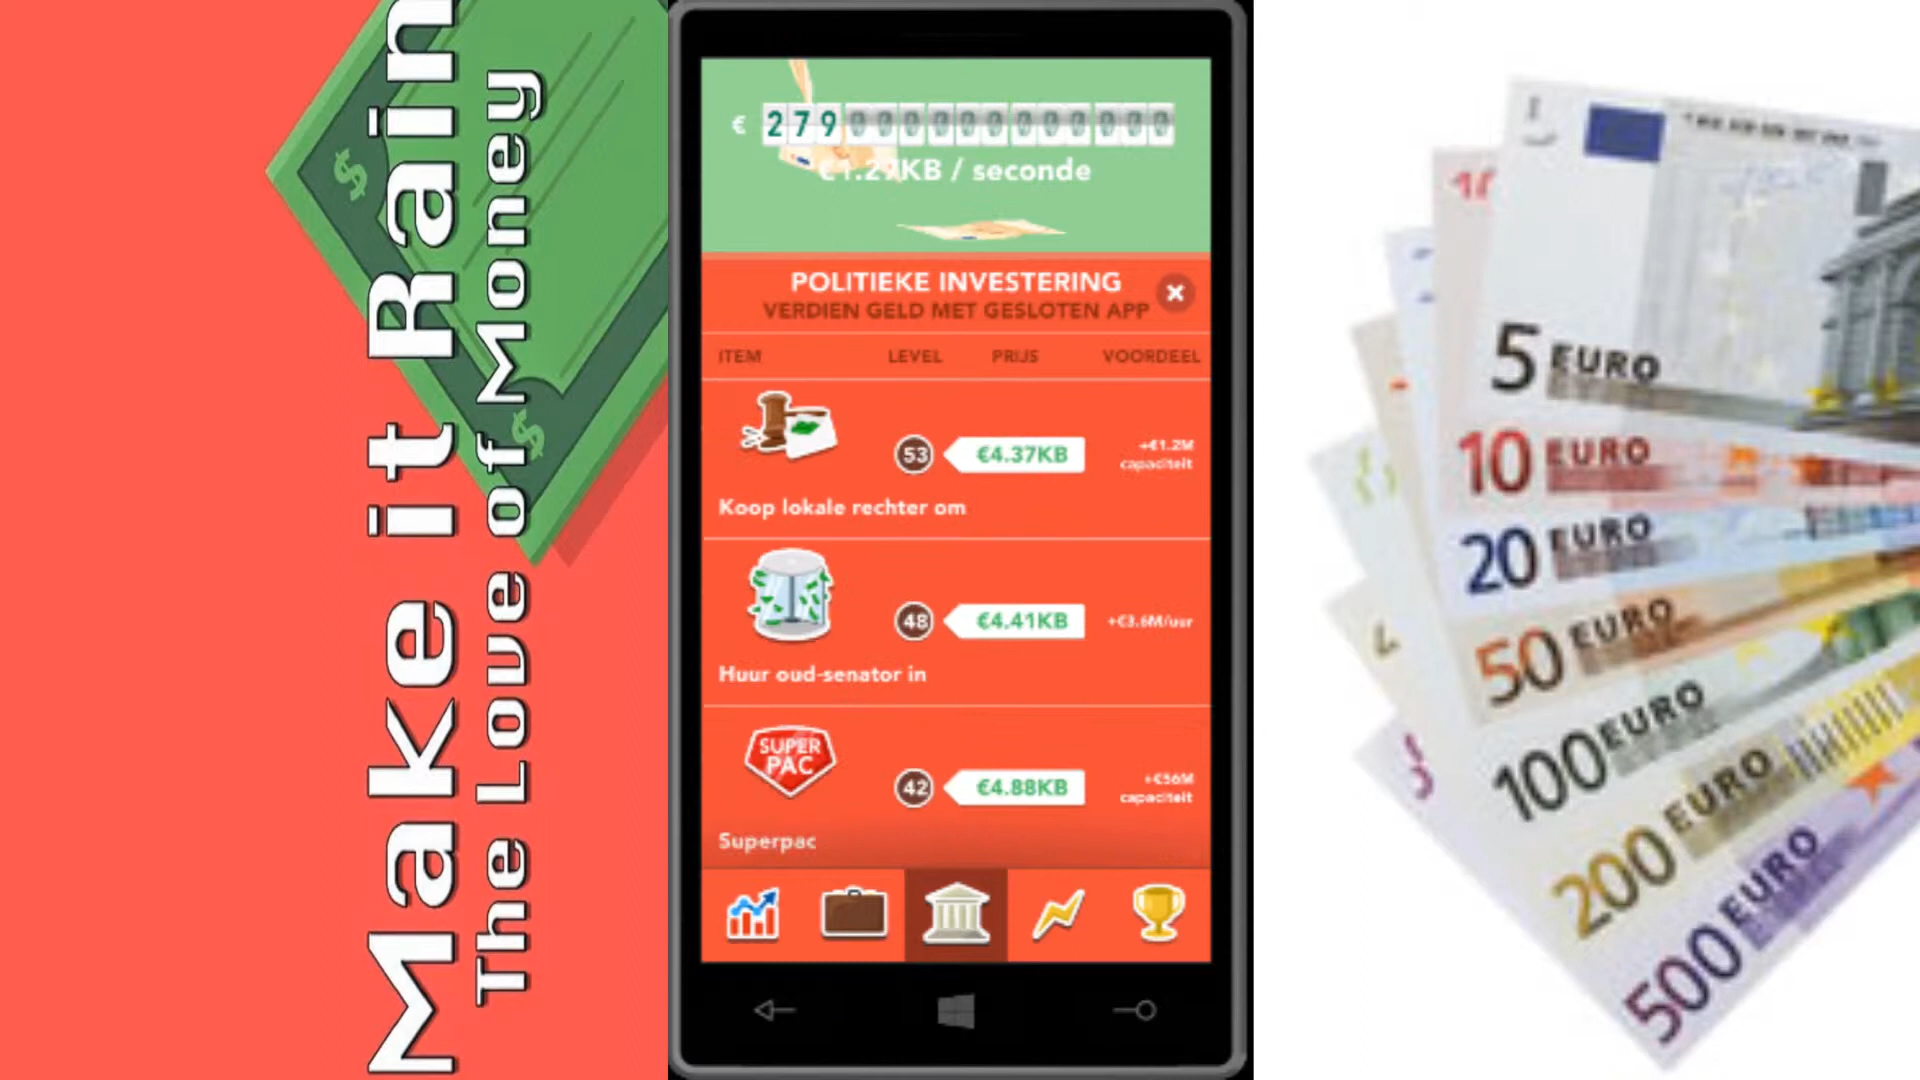 Make it Rain
The Love of Money
€ 279000000000000
€1.27KB / seconde
POLITIEKE INVESTERING
VERDIEN GELD MET GESLOTEN APP
ITEM LEVEL PRIJS VOORDEEL
53 €4.37KB +€1.2M
capaciteit
Koop lokale rechter om
48 €4.41KB +€3.6M/uur
Huur oud-senator in
SUPER
PAC
42 €4.88KB +€56M
capaciteit
Superpac
5 EURO
10 EURO
20 EURO
50 EURO
100 EURO
200 EURO
500 EURO